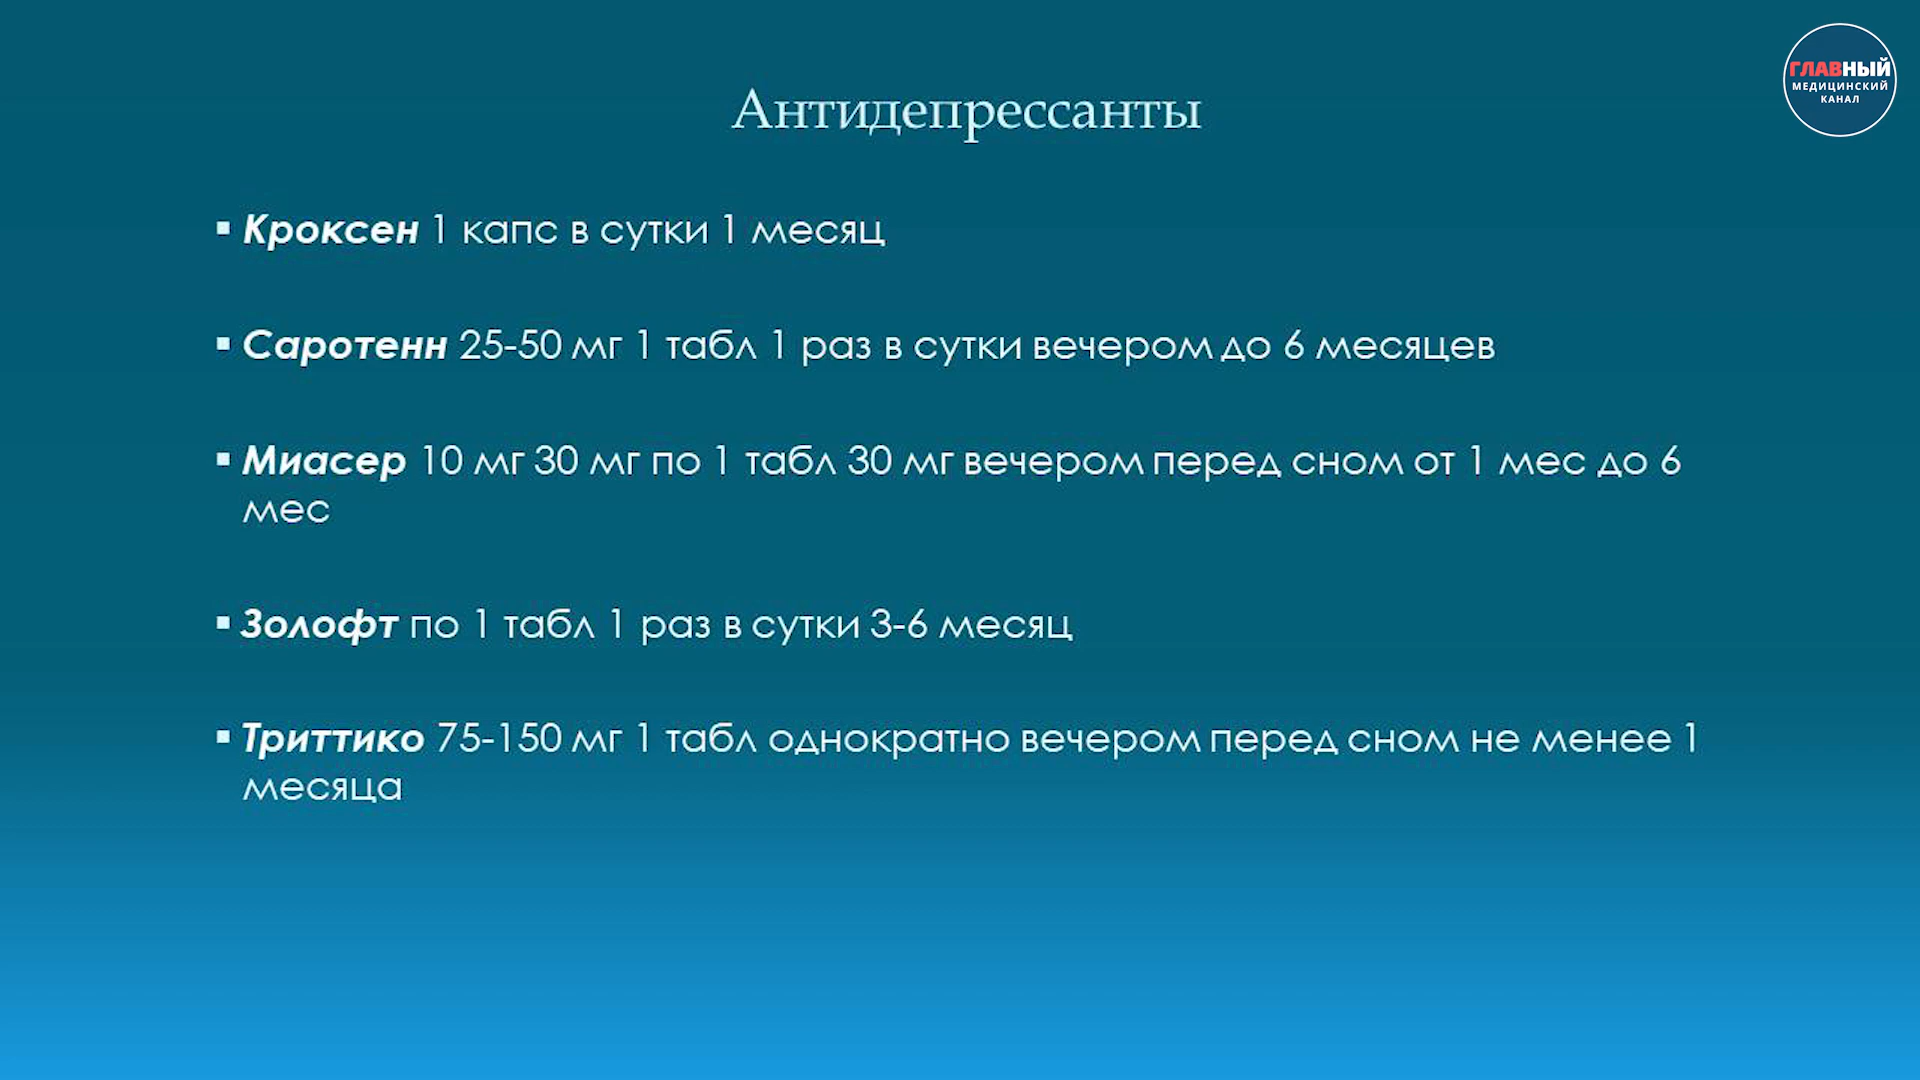 ГЛАВНЫЙ
МЕДИЦИНСКИЙ
КАНАЛ
Антидепрессанты
▪ Кроксен 1 капс в сутки 1 месяц
▪ Саротенн 25-50 мг 1 табл 1 раз в сутки вечером до 6 месяцев
▪ Миасер 10 мг 30 мг по 1 табл 30 мг вечером перед сном от 1 мес до 6
мес
▪ Золофт по 1 табл 1 раз в сутки 3-6 месяц
▪ Триттико 75-150 мг 1 табл однократно вечером перед сном не менее 1
месяца